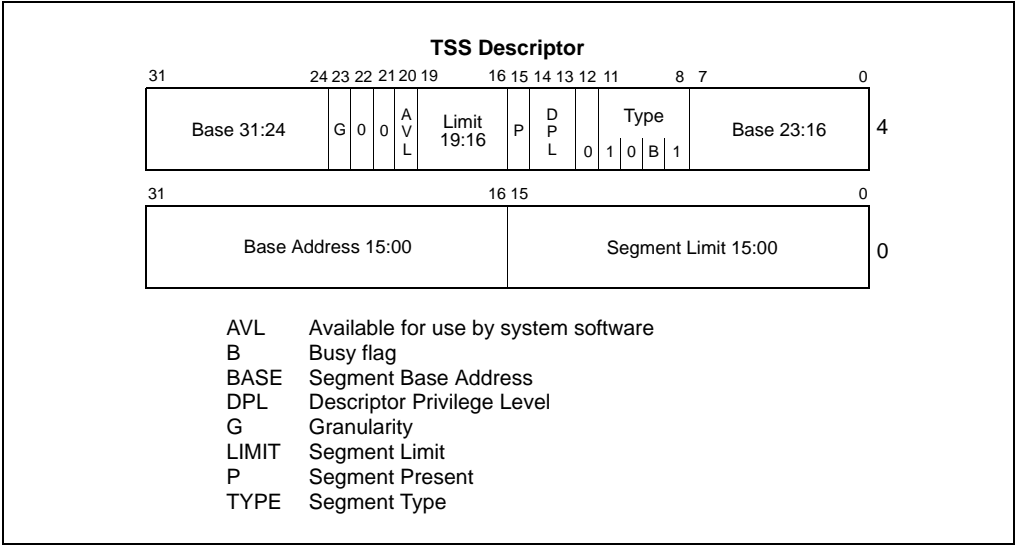 TSS Descriptor
31 24 23 22 21 20 19 16 15 14 13 12 11 8 7 0
Base 31:24 G 0 0 AVL Limit 19:16 P DPL 0 Type 1 0 B 1 Base 23:16 4
31 16 15 0
Base Address 15:00 Segment Limit 15:00 0
AVL Available for use by system software
B Busy flag
BASE Segment Base Address
DPL Descriptor Privilege Level
G Granularity
LIMIT Segment Limit
P Segment Present
TYPE Segment Type